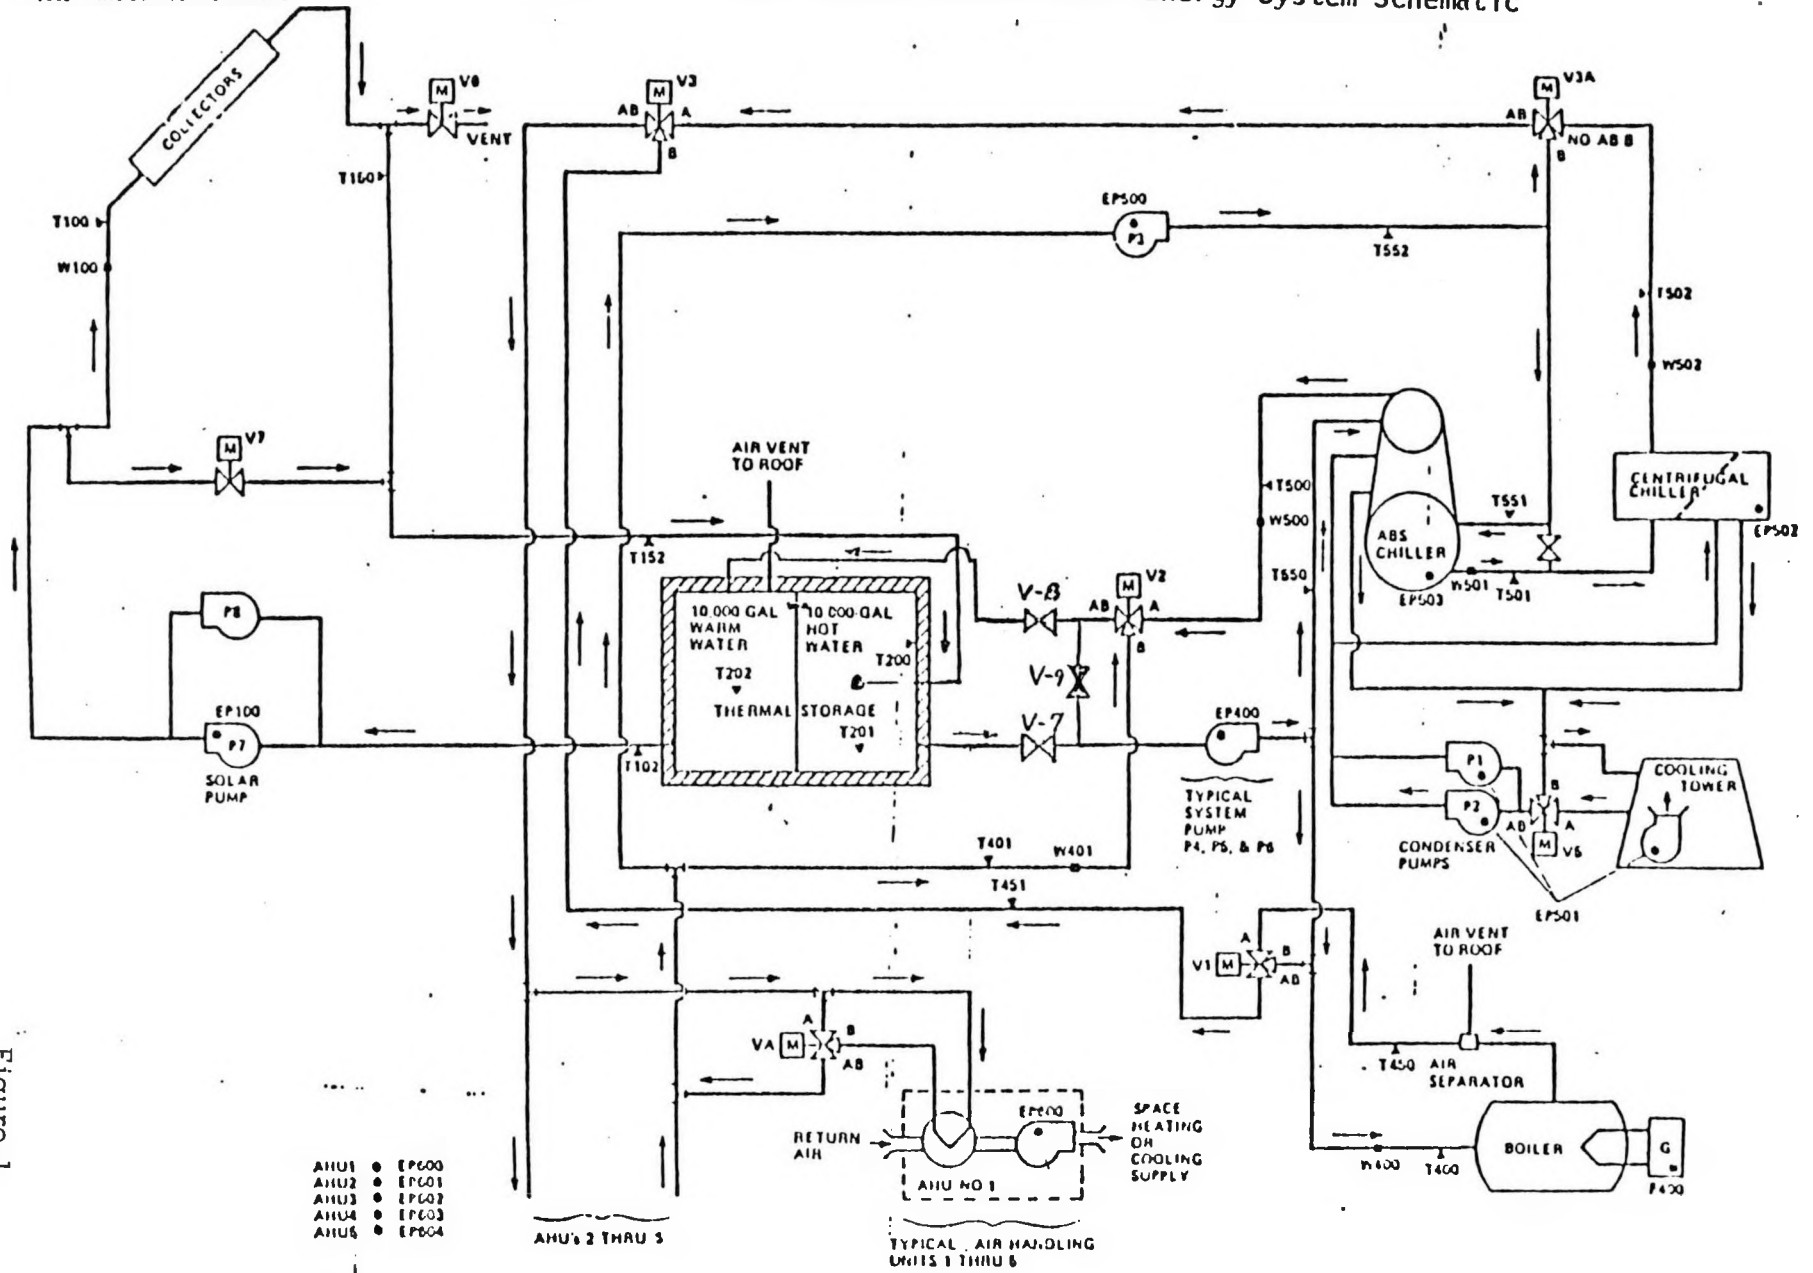 System Schematic
COLLECTORS
M
V8
VENT
M
V3
AB
A
B
M
V3A
AB
NO AB B
B
T150
T100
W100
EP500
P3
T552
T502
W502
M
V7
AIR VENT
TO ROOF
T500
W500
T550
T551
ABS
CHILLER
EP503
W501
T501
CENTRIFUGAL
CHILLER
EP502
T152
M
V2
AB
A
B
V-8
V-9
V-7
10,000 GAL
WARM
WATER
10,000-GAL
HOT
WATER
T200
T202
THERMAL STORAGE
T201
P8
EP100
P7
SOLAR
PUMP
T102
EP400
TYPICAL
SYSTEM
PUMP
P4, P5, & P6
P1
P2
CONDENSER
PUMPS
B
AB
A
M
V5
COOLING
TOWER
EP501
T401
W401
T451
V1
M
A
B
AB
AIR VENT
TO ROOF
T450
AIR
SEPARATOR
VA
M
A
B
AB
RETURN
AIR
EP600
AHU NO 1
SPACE
HEATING
OR
COOLING
SUPPLY
W400
T400
BOILER
G
F400
AHU1 ● EP600
AHU2 ● EP601
AHU3 ● EP602
AHU4 ● EP603
AHU5 ● EP604
AHU's 2 THRU 5
TYPICAL AIR HANDLING
UNITS 1 THRU 6
Figure 1